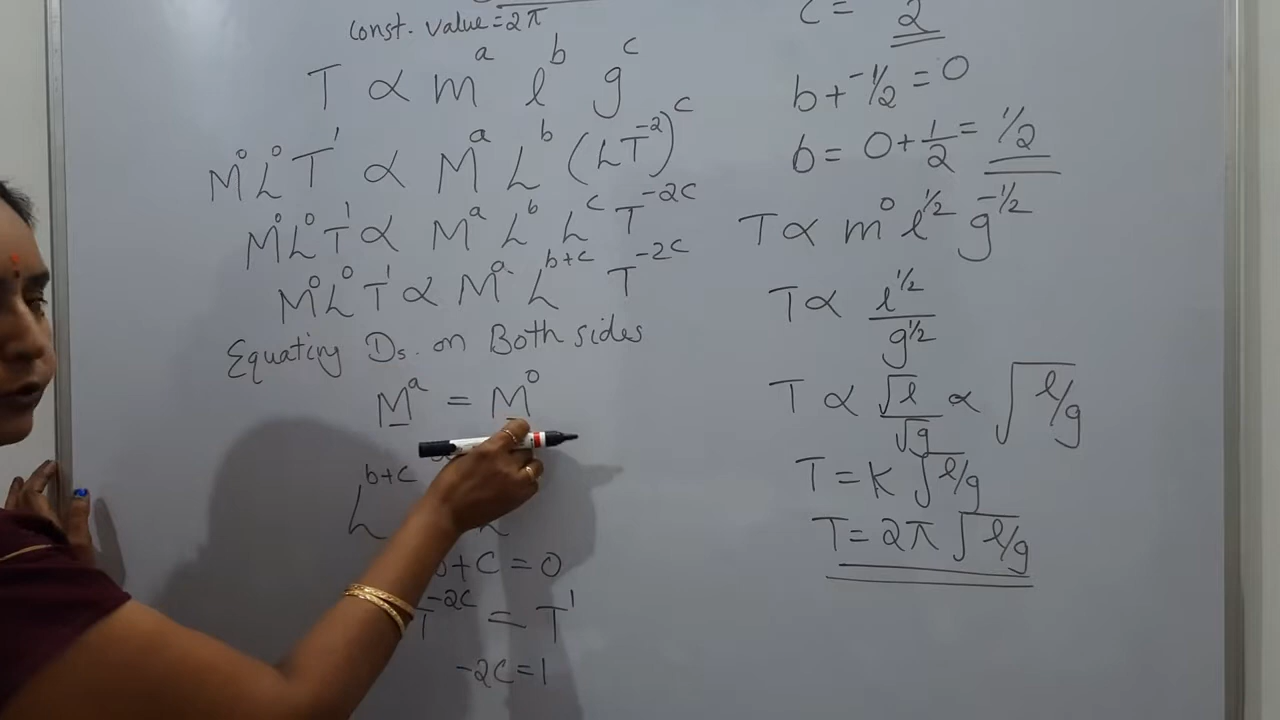 const. value = 2π
T ∝ m^a l^b g^c
M^0 L^0 T^1 ∝ M^a L^b (LT^-2)^c
M^0 L^0 T^1 ∝ M^a L^b L^c T^-2c
M^0 L^0 T^1 ∝ M^a L^b+c T^-2c
Equating Ds. on Both sides
M^a = M^0
L^b+c
+c = 0
T^-2c = T^1
-2c = 1
c = 2
b + -1/2 = 0
b = 0 + 1/2 = 1/2
T ∝ m^0 l^1/2 g^-1/2
T ∝ l^1/2 / g^1/2
T ∝ √l / √g ∝ √l/g
T = K √l/g
T = 2π √l/g